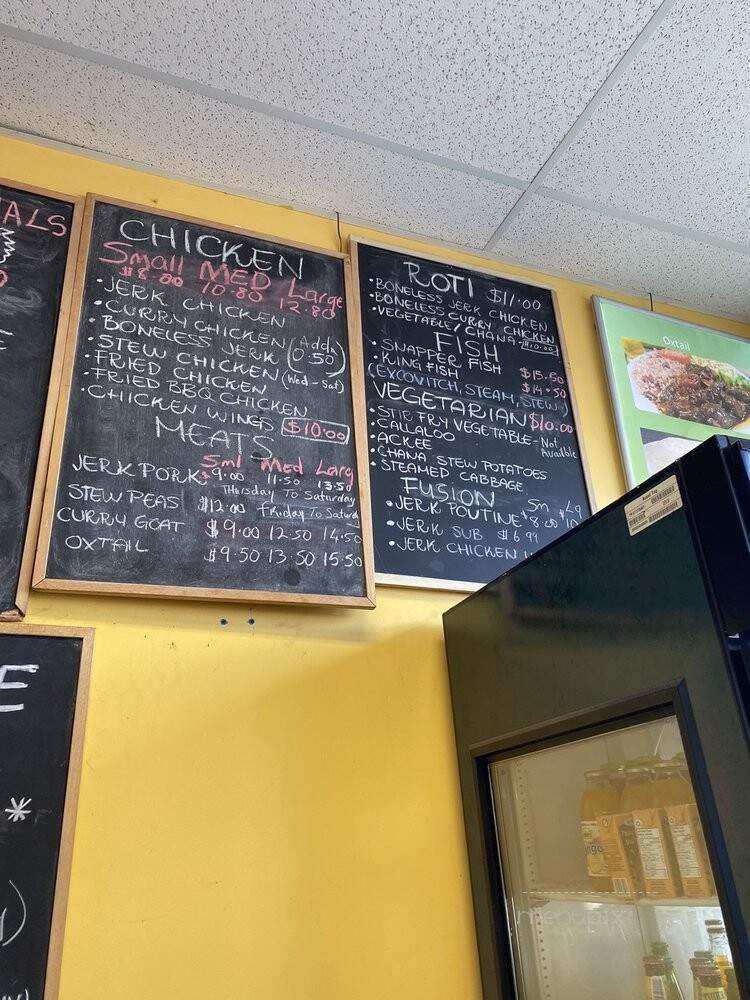 ALS
CHICKEN
Small MED Large
$8.80 10.80 12.80
• JERK CHICKEN
• CURRY CHICKEN
• BONELESS JERK (Add 0.50)
• STEW CHICKEN (Wed - Sat)
• FRIED CHICKEN
• FRIED BBQ CHICKEN
• CHICKEN WINGS $10.00
MEATS
Sml Med Larg
JERK PORK $9.00 11.50 13.50
Thursday To Saturday
STEW PEAS $12.00 Friday To Saturday
CURRY GOAT $9.00 12.50 14.50
OXTAIL $9.50 13.50 15.50
ROTI $11.00
• BONELESS JERK CHICKEN
• BONELESS CURRY CHICKEN
• VEGETABLE/CHANA - $10.00
FISH
• SNAPPER FISH $15.50
• KING FISH $14.50
(EXCOVITCH, STEAM, STEW)
VEGETARIAN $10.00
• STIR FRY VEGETABLE - Not Avadble
• CALLALOO
• ACKEE
• CHANA STEW POTATOES
• STEAMED CABBAGE
FUSION
Sm Lg
• JERK POUTINE $8.00 $10
• JERK SUB $6.99
• JERK CHICKEN
Oxtail
E
*
)